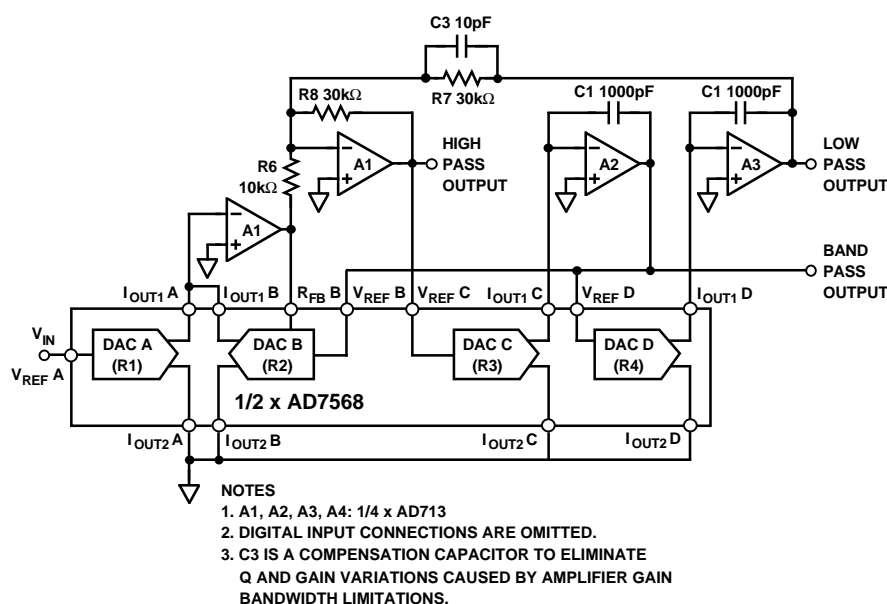 C3 10pF
R8 30kΩ
R7 30kΩ
C1 1000pF
C1 1000pF
R6
10kΩ
A1
HIGH
PASS
OUTPUT
A2
A3
LOW
PASS
OUTPUT
A1
BAND
PASS
OUTPUT
IOUT1 A
IOUT1 B
RFB B
VREF B
VREF C
IOUT1 C
VREF D
IOUT1 D
VIN
VREF A
DAC A
(R1)
DAC B
(R2)
DAC C
(R3)
DAC D
(R4)
1/2 x AD7568
IOUT2 A
IOUT2 B
IOUT2 C
IOUT2 D
NOTES
1. A1, A2, A3, A4: 1/4 x AD713
2. DIGITAL INPUT CONNECTIONS ARE OMITTED.
3. C3 IS A COMPENSATION CAPACITOR TO ELIMINATE
Q AND GAIN VARIATIONS CAUSED BY AMPLIFIER GAIN
BANDWIDTH LIMITATIONS.